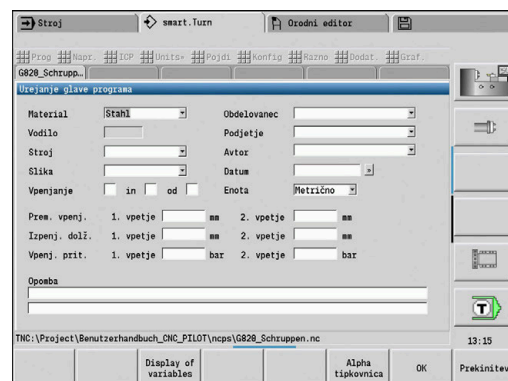 Stroj smart.Turn Orodni editor
Prog Napr. ICP Units» Pojdi Konfig Razno Dodat. Graf.
G820_Schrupp…
Urejanje glave programa
Material Stahl Obdelovanec
Vodilo Podjetje
Stroj Avtor
Slika Datum »
Vpenjanje in od Enota Metrično
Prem. vpenj. 1. vpetje mm 2. vpetje mm
Izpenj. dolž. 1. vpetje mm 2. vpetje mm
Vpenj. prit. 1. vpetje bar 2. vpetje bar
Opomba
TNC:\Project\Benutzerhandbuch_CNC_PILOT\ncps\G820_Schruppen.nc
T
13:15
Display of variables Alpha tipkovnica OK Prekinitev